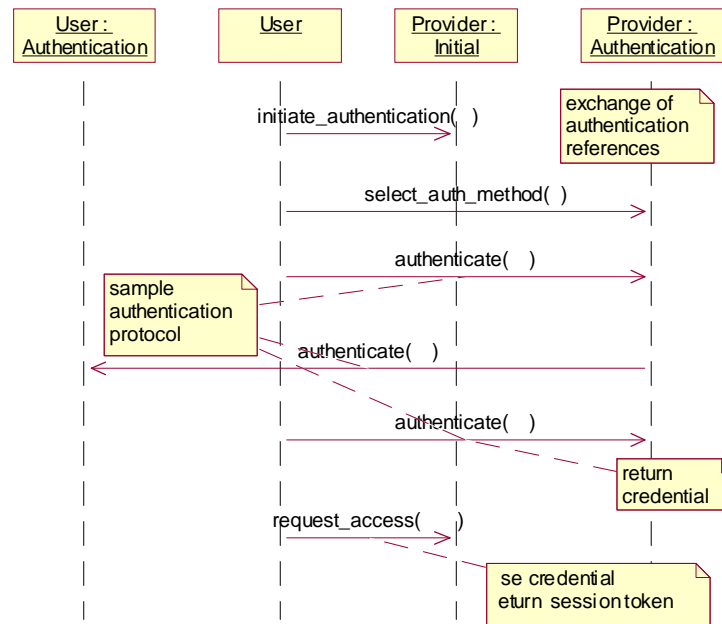 User :
Authentication
User
Provider :
Initial
Provider :
Authentication
initiate_authentication( )
exchange of
authentication
references
select_auth_method( )
authenticate( )
sample
authentication
protocol
authenticate( )
authenticate( )
return
credential
request_access( )
se credential
eturn session token